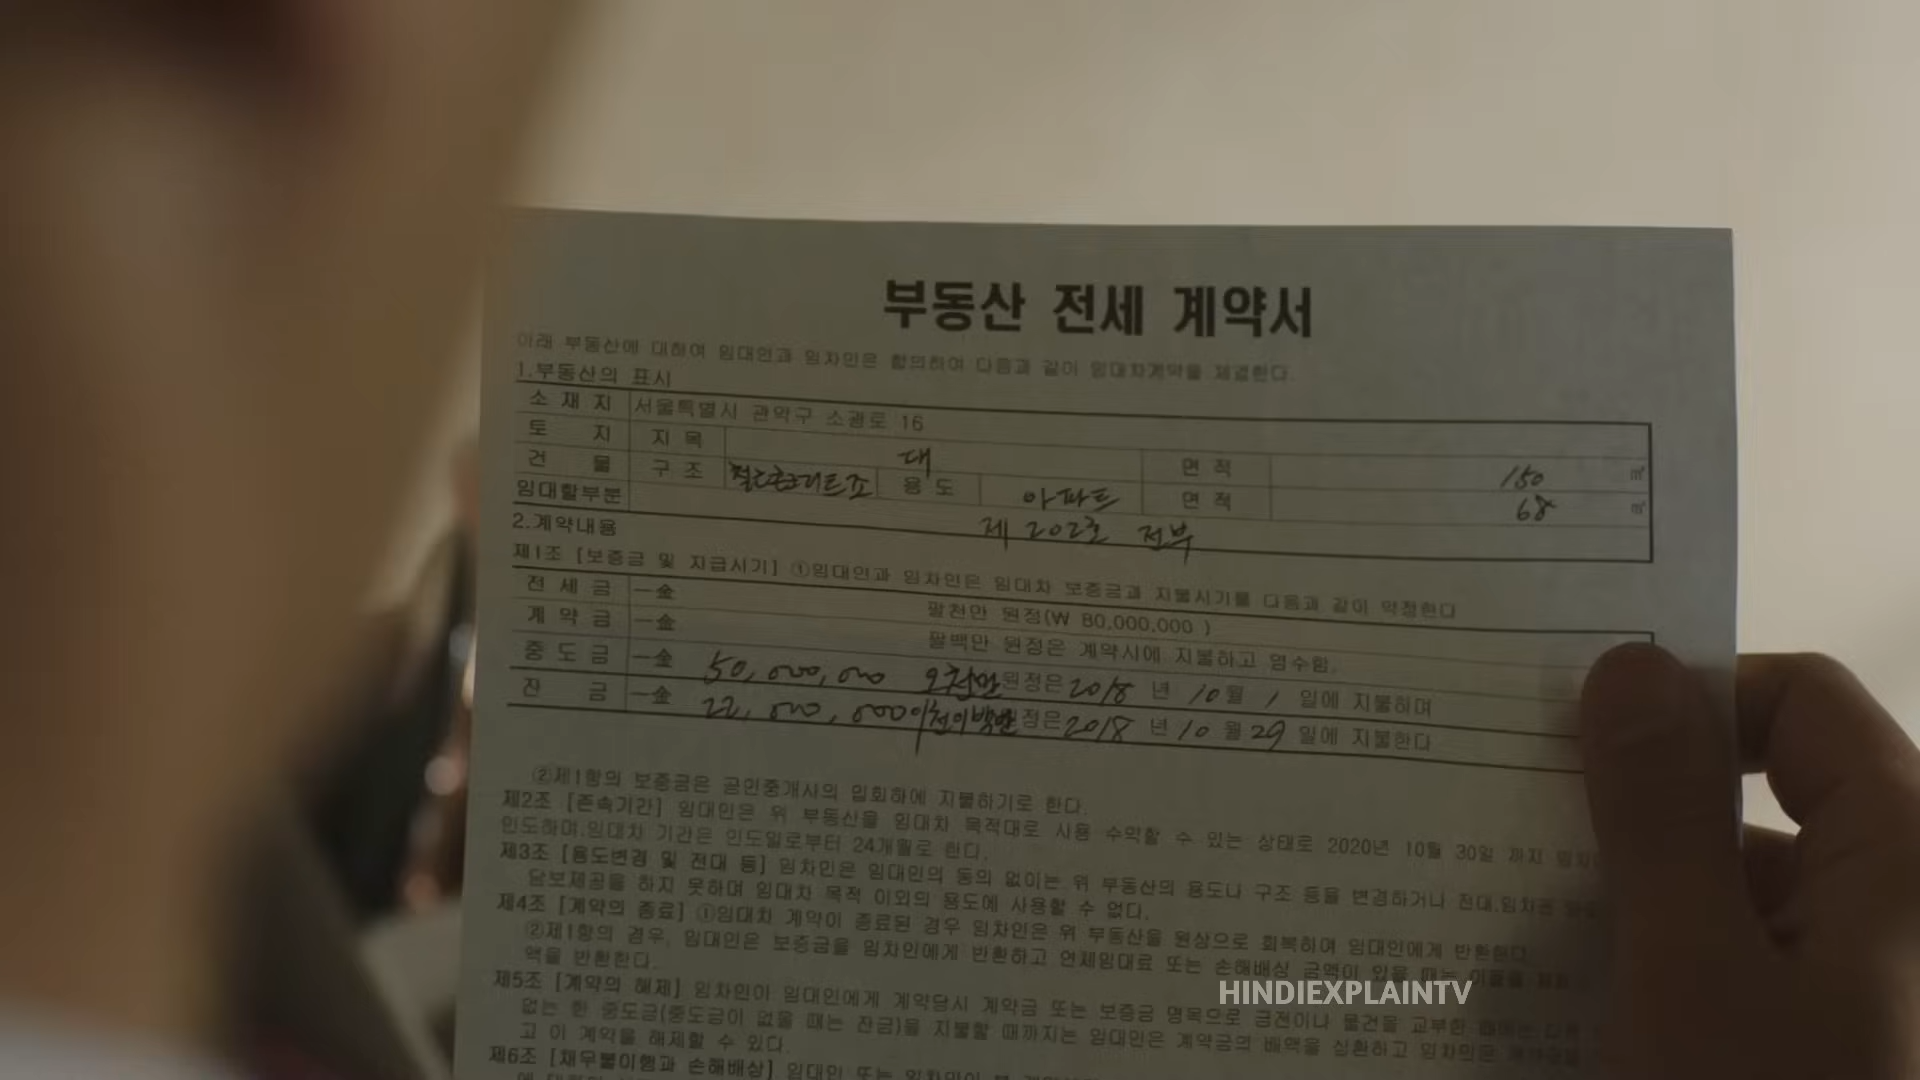 부동산 전세 계약서
아래 부동산에 대하여 임대인과 임차인은 합의하여 다음과 같이 임대차계약을 체결한다.
1.부동산의 표시
소 재 지 서울특별시 관악구 소광로 16
토 지 지 목 대 면 적 150 ㎡
건 물 구 조 철근콘크리트조 용 도 아파트 면 적 68 ㎡
임대할부분 제 202호 전부
2.계약내용
제1조 [보증금 및 지급시기] ①임대인과 임차인은 임대차 보증금과 지불시기를 다음과 같이 약정한다
전 세 금 一金 팔천만 원정(₩ 80,000,000 )
계 약 금 一金 팔백만 원정은 계약시에 지불하고 영수함.
중 도 금 一金 50,000,000 오천만 원정은 2018 년 10 월 1 일에 지불하며
잔 금 一金 22,000,000 이천이백만 원정은 2018 년 10 월 29 일에 지불한다
②제1항의 보증금은 공인중개사의 입회하에 지불하기로 한다.
제2조 [존속기간] 임대인은 위 부동산을 임대차 목적대로 사용 수익할 수 있는 상태로 2020년 10월 30일 까지
인도하며,임대차 기간은 인도일로부터 24개월로 한다.
제3조 [용도변경 및 전대 등] 임차인은 임대인의 동의 없이는 위 부동산의 용도나 구조 등을 변경하거나 전대,임차권
담보제공을 하지 못하며 임대차 목적 이외의 용도에 사용할 수 없다.
제4조 [계약의 종료] ①임대차 계약이 종료된 경우 임차인은 위 부동산을 원상으로 회복하여 임대인에게 반환한다.
②제1항의 경우, 임대인은 보증금을 임차인에게 반환하고 연체임대료 또는 손해배상 금액이 있을 때는 이들을
액을 반환한다.
제5조 [계약의 해제] 임차인이 임대인에게 계약당시 계약금 또는 보증금 명목으로 금전이나 물건을 교부한
없는 한 중도금(중도금이 없을 때는 잔금)을 지불할 때까지는 임대인은 계약금의 배액을 상환하고 임차인은
고 이 계약을 해제할 수 있다.
제6조 [채무불이행과 손해배상] 임대인 또는 임차인이
HINDIEXPLAINTV